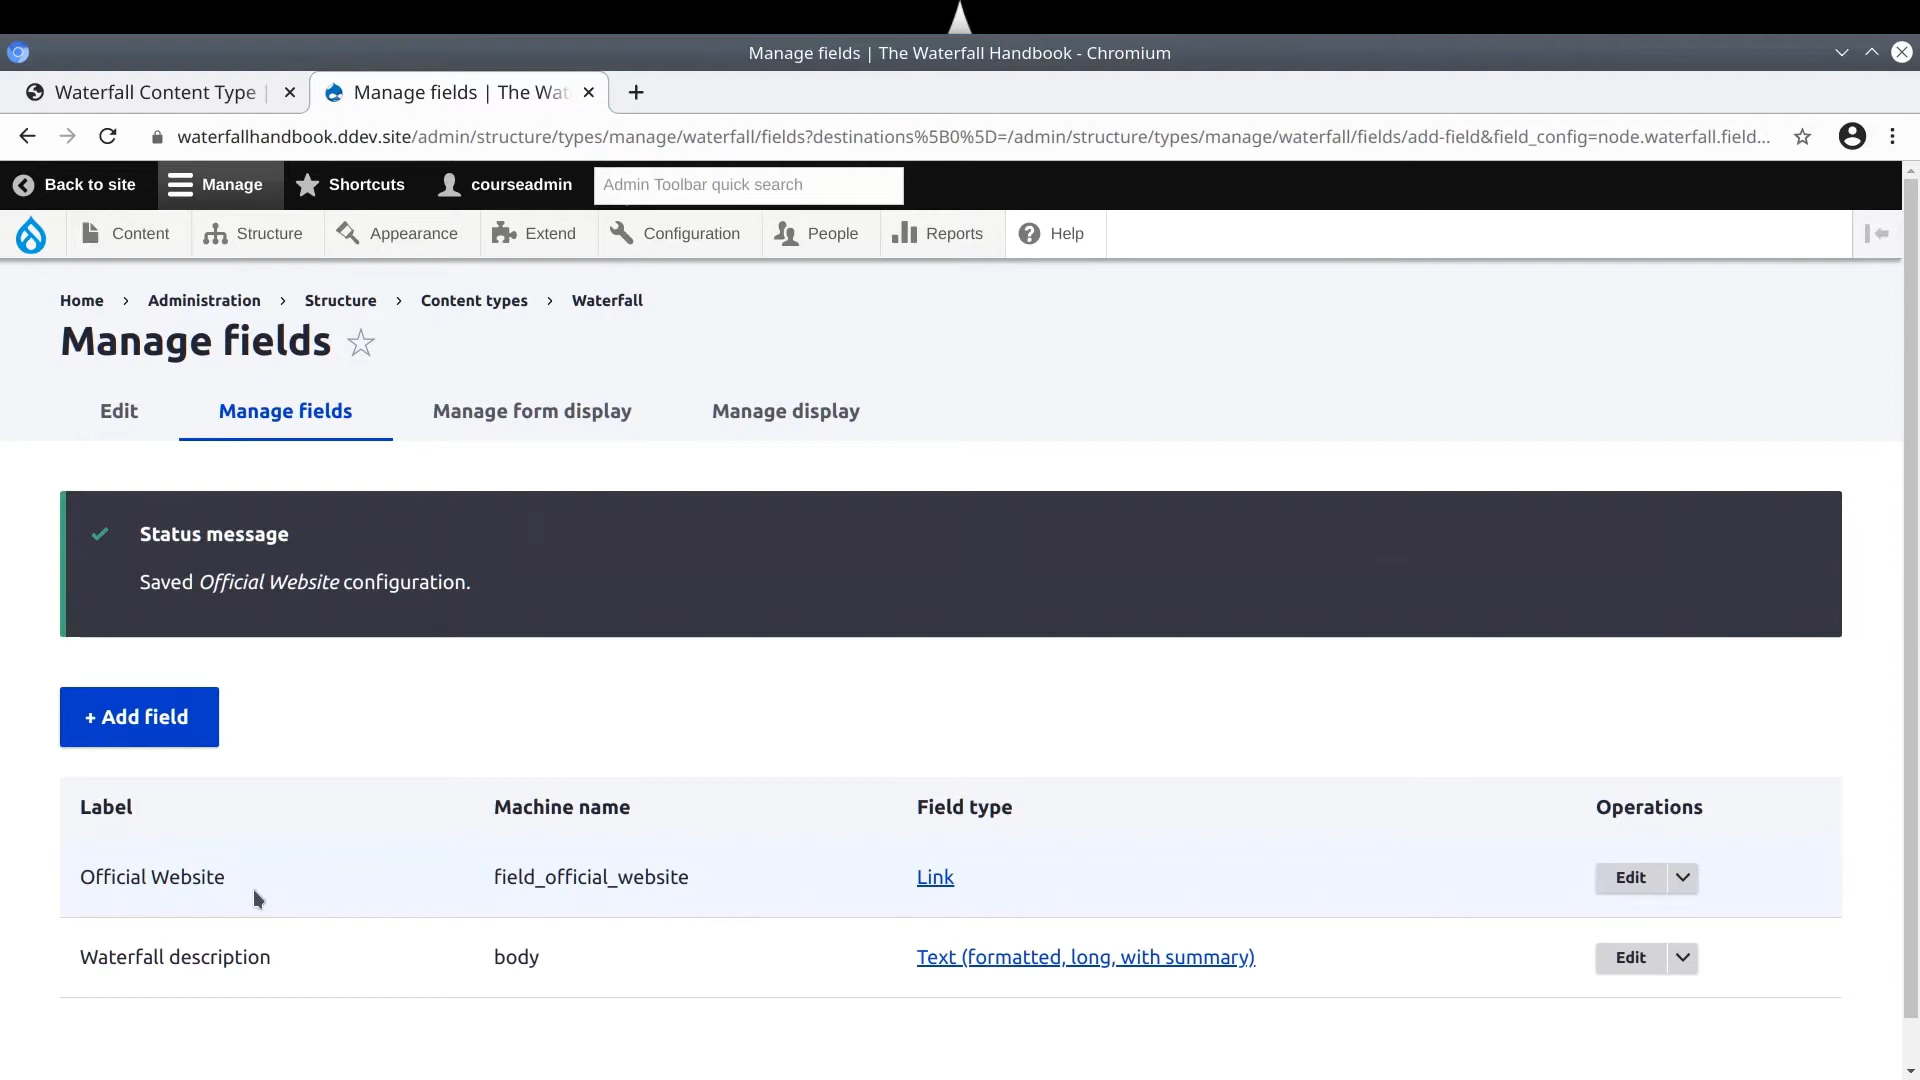 Manage fields | The Waterfall Handbook - Chromium
Waterfall Content Type |
Manage fields | The Wat
waterfallhandbook.ddev.site/admin/structure/types/manage/waterfall/fields?destinations%5B0%5D=/admin/structure/types/manage/waterfall/fields/add-field&field_config=node.waterfall.field...
Back to site Manage Shortcuts courseadmin Admin Toolbar quick search
Content Structure Appearance Extend Configuration People Reports Help
Home › Administration › Structure › Content types › Waterfall
Manage fields
Edit Manage fields Manage form display Manage display
Status message
Saved Official Website configuration.
+ Add field
Label Machine name Field type Operations
Official Website field_official_website Link Edit
Waterfall description body Text (formatted, long, with summary) Edit